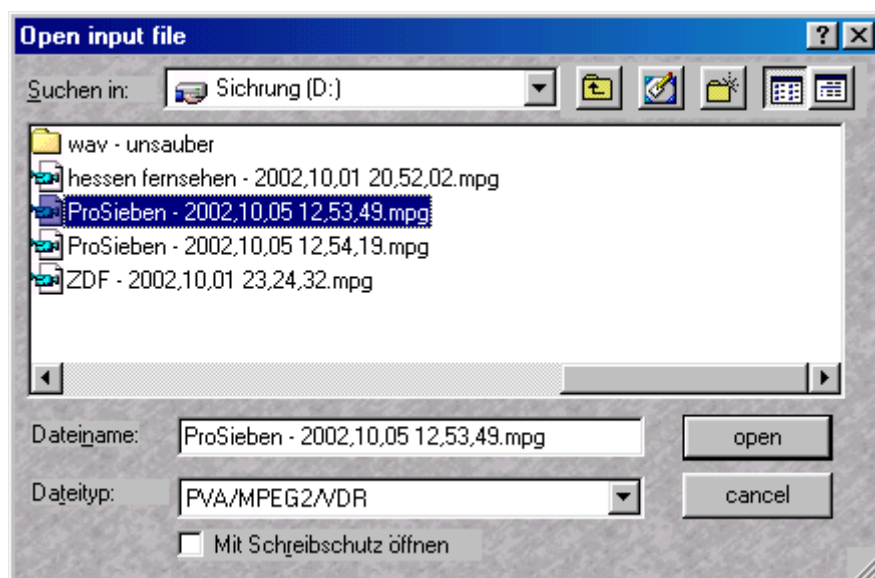 Open input file
Suchen in: Sichrung (D:)
wav - unsauber
hessen fernsehen - 2002,10,01 20,52,02.mpg
ProSieben - 2002,10,05 12,53,49.mpg
ProSieben - 2002,10,05 12,54,19.mpg
ZDF - 2002,10,01 23,24,32.mpg
Dateiname: ProSieben - 2002,10,05 12,53,49.mpg open
Dateityp: PVA/MPEG2/VDR cancel
Mit Schreibschutz öffnen